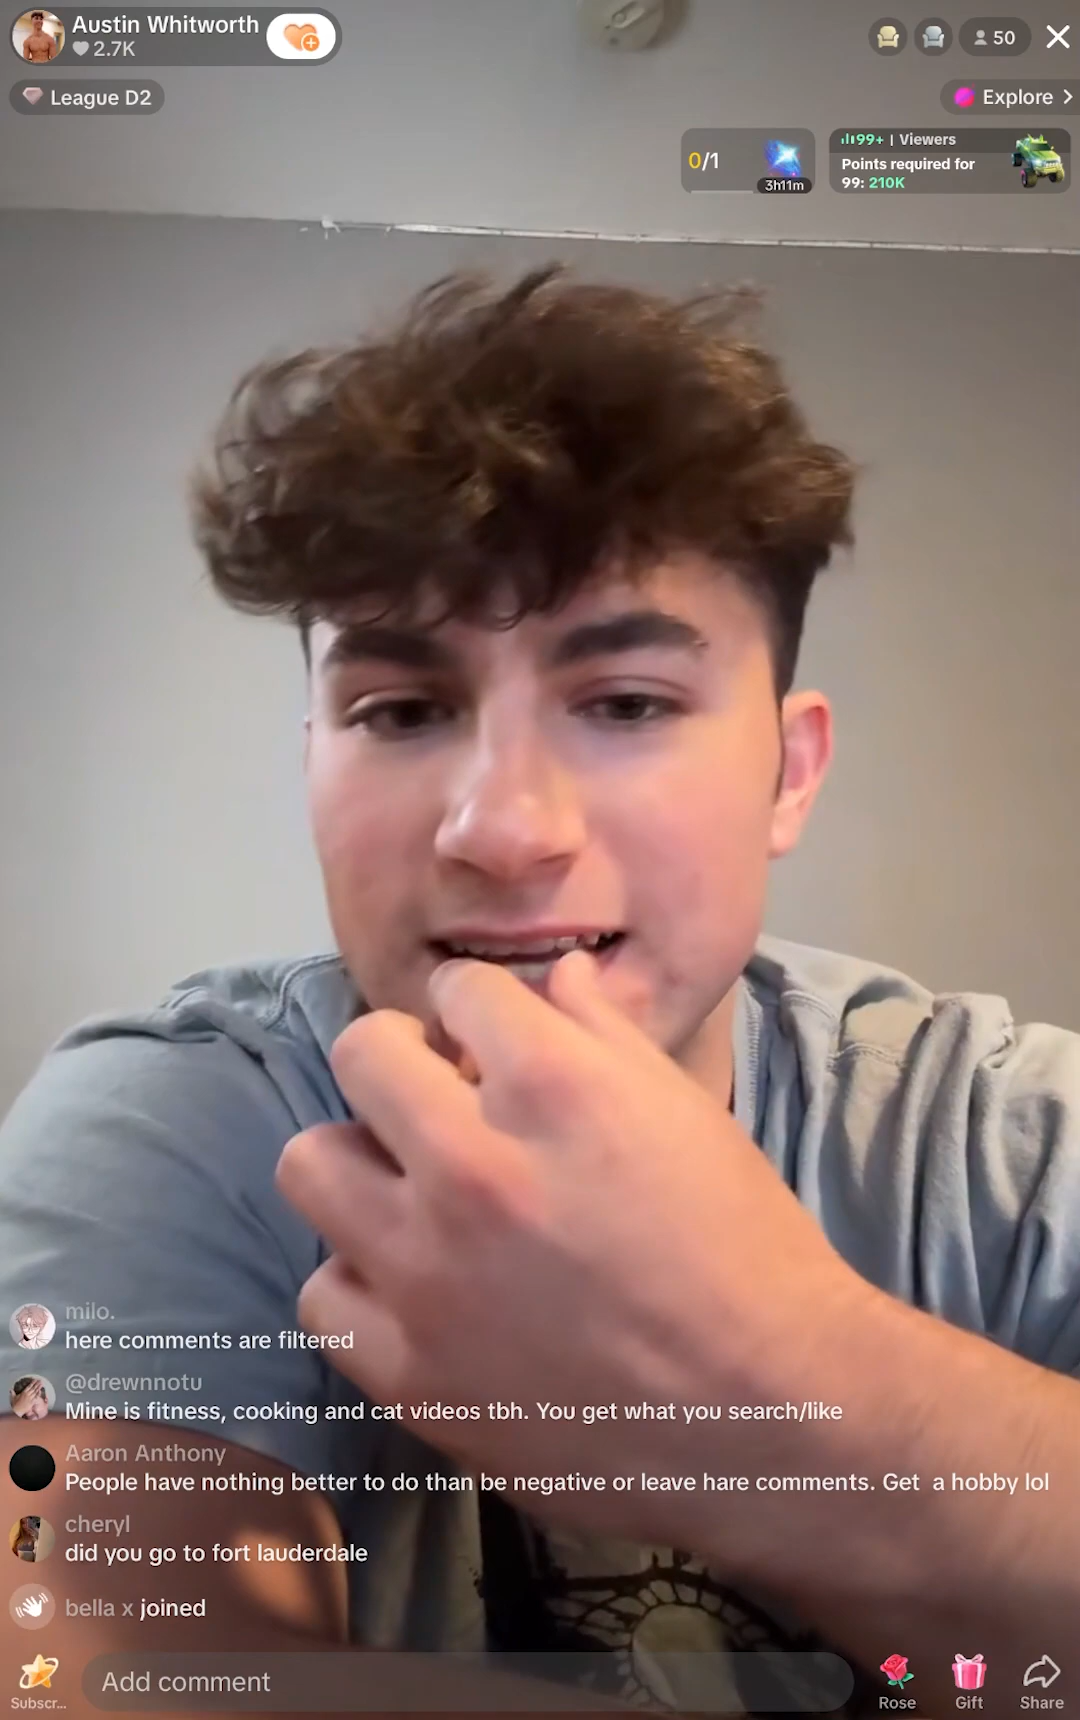 Austin Whitworth
2.7K
50
League D2
Explore >
0/1
3h11m
99+ | Viewers
Points required for
99: 210K
milo.
here comments are filtered
@drewnnotu
Mine is fitness, cooking and cat videos tbh. You get what you search/like
Aaron Anthony
People have nothing better to do than be negative or leave hare comments. Get  a hobby lol
cheryl
did you go to fort lauderdale
bella x joined
Subscr...
Add comment
Rose
Gift
Share